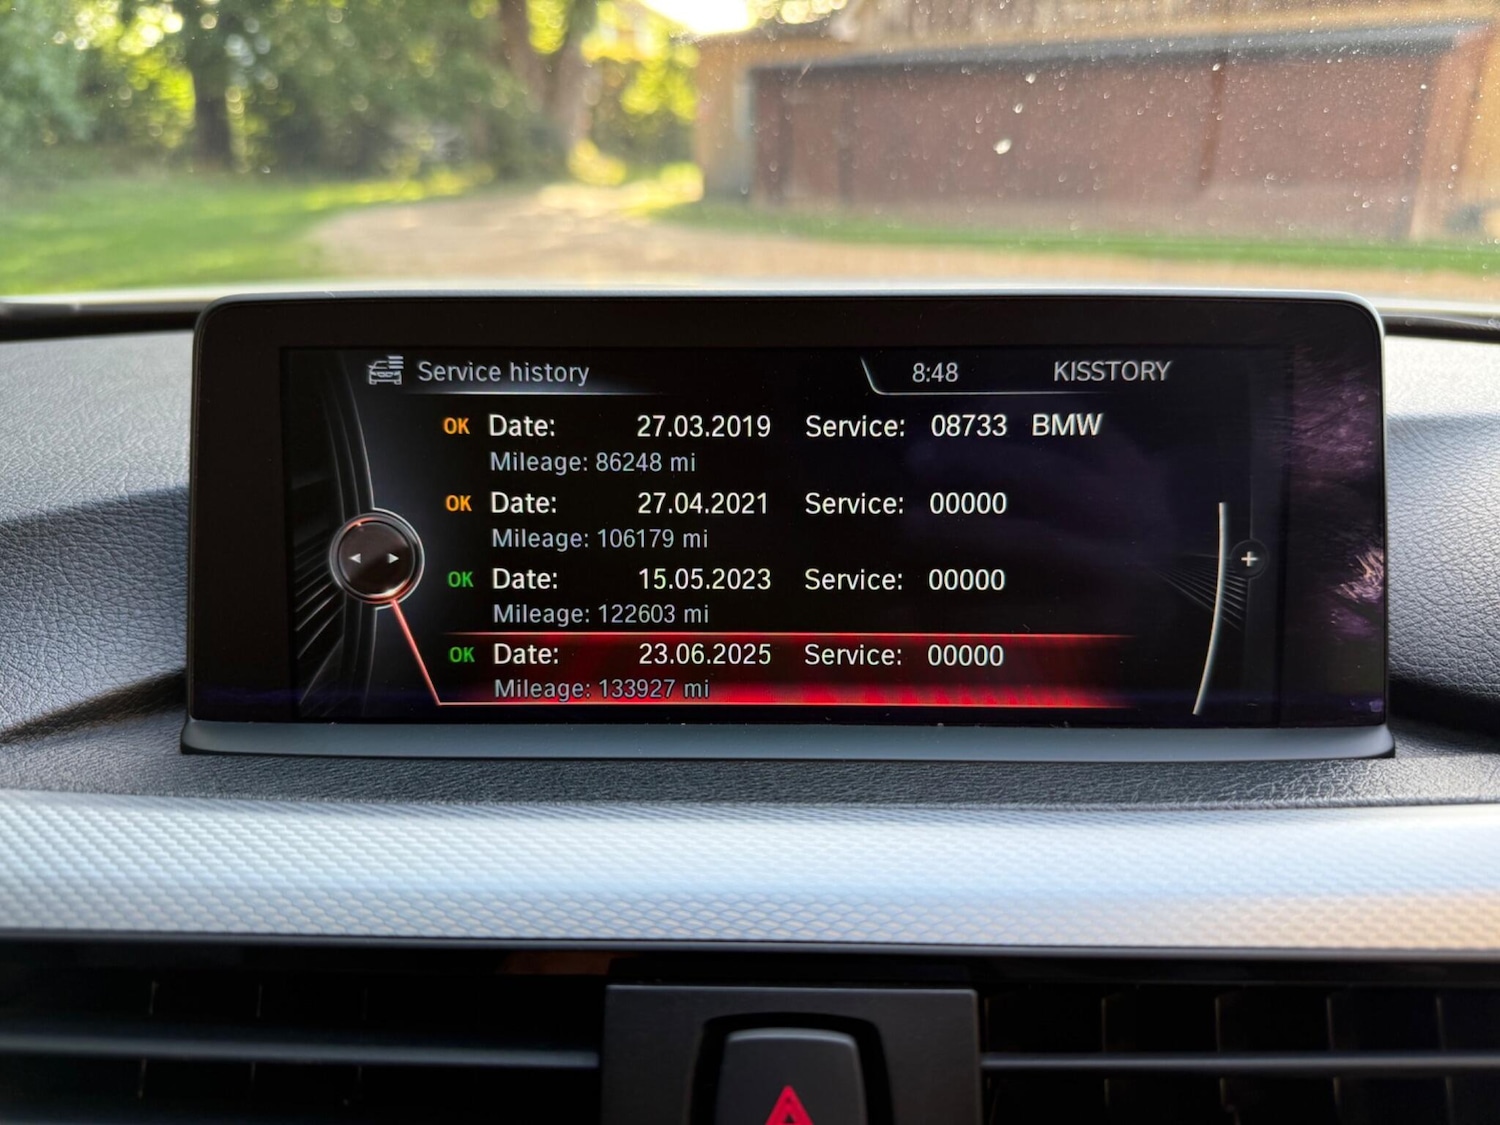 Service history 8:48 KISSTORY
OK Date: 27.03.2019 Service: 08733 BMW
Mileage: 86248 mi
OK Date: 27.04.2021 Service: 00000
Mileage: 106179 mi
OK Date: 15.05.2023 Service: 00000
Mileage: 122603 mi
OK Date: 23.06.2025 Service: 00000
Mileage: 133927 mi